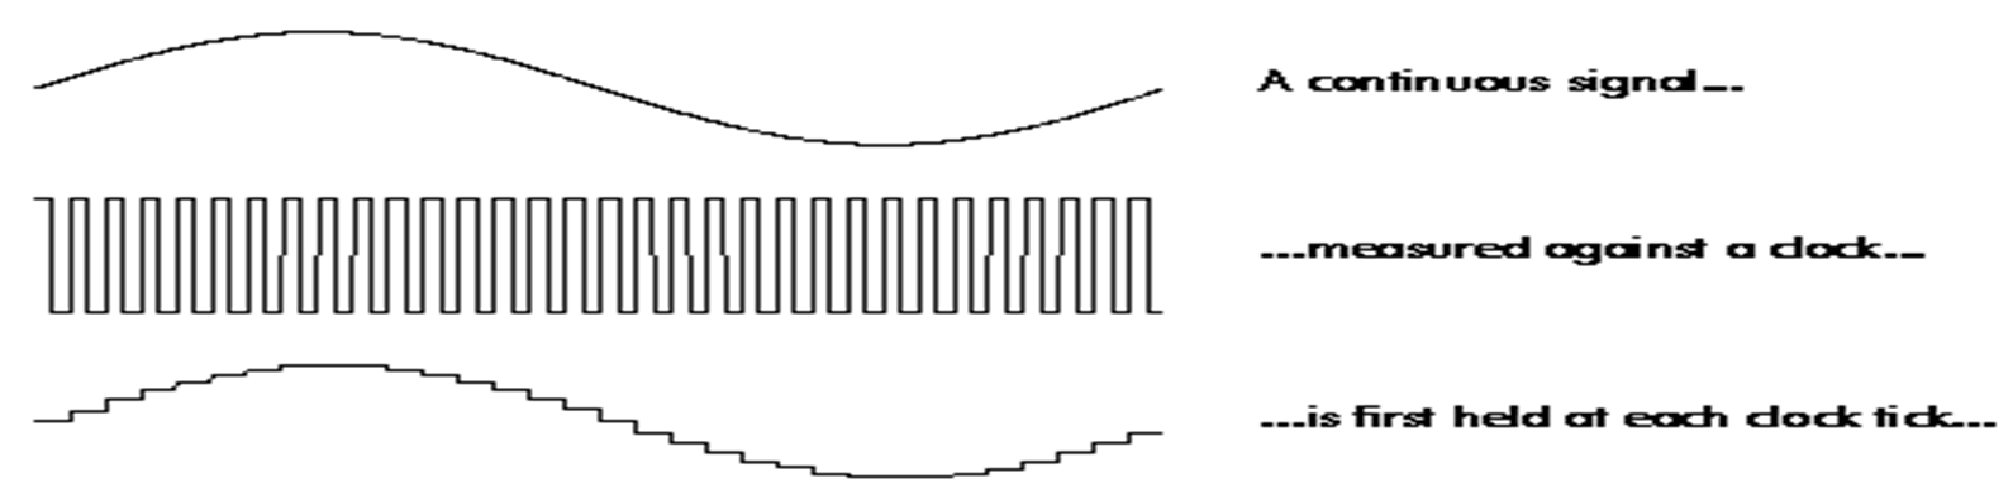 A continuous signal...
...measured against a clock...
...is first held at each clock tick...